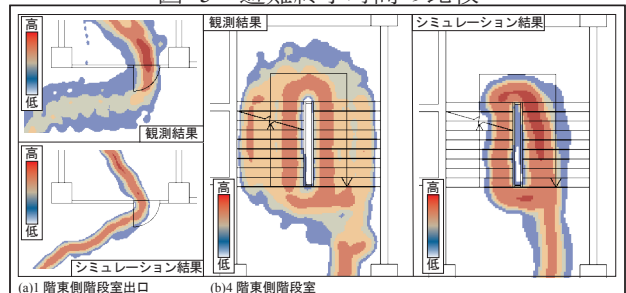 高
低
観測結果
高
低
シミュレーション結果
観測結果
高
低
シミュレーション結果
高
低
(a)1 階東側階段室出口
(b)4 階東側階段室